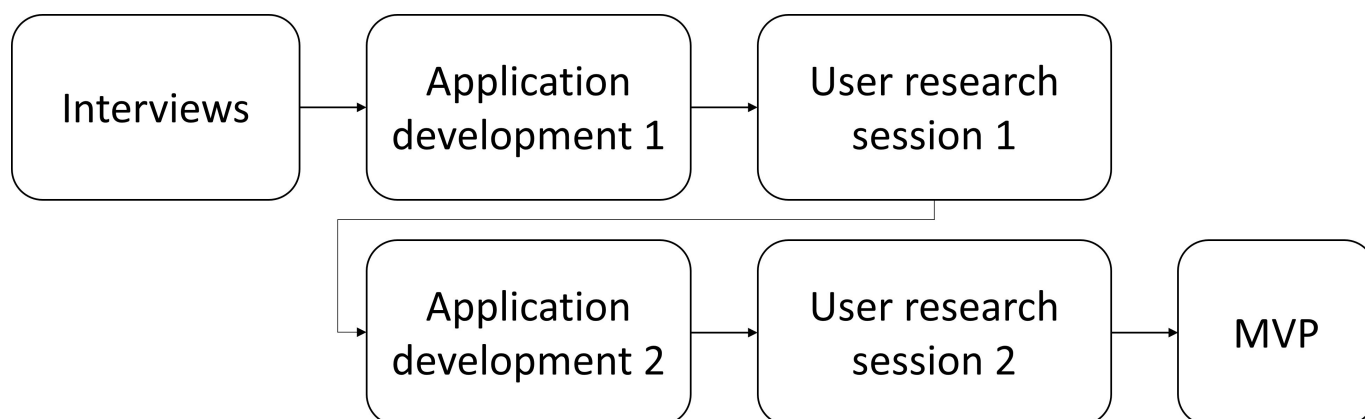 Interviews
Application
development 1
User research
session 1
Application
development 2
User research
session 2
MVP